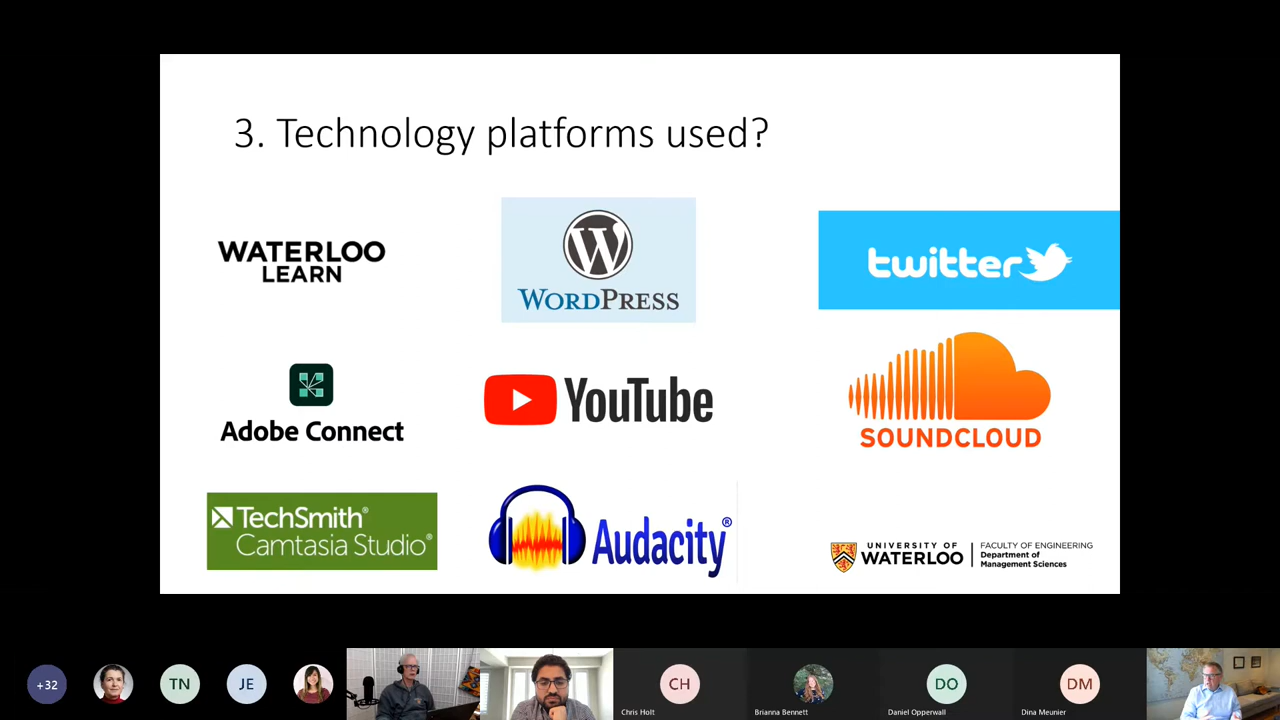 3. Technology platforms used?
WATERLOO
LEARN
WORDPRESS
twitter
Adobe Connect
YouTube
SOUNDCLOUD
TechSmith®
Camtasia Studio®
Audacity®
UNIVERSITY OF
WATERLOO
FACULTY OF ENGINEERING
Department of
Management Sciences
+32
TN
JE
CH
Chris Holt
Brianna Bennett
DO
Daniel Opperwall
DM
Dina Meunier